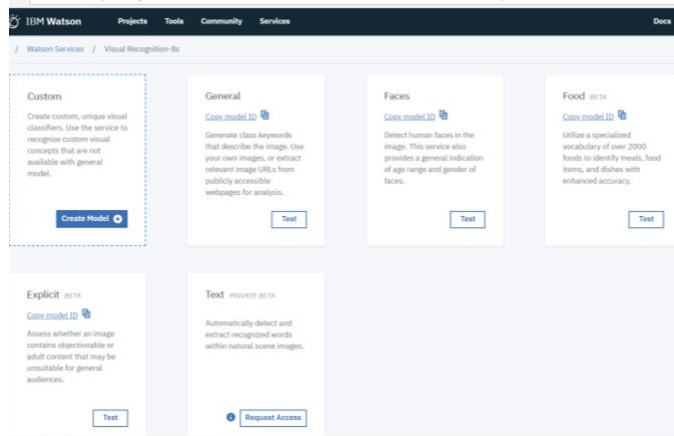 IBM Watson Projects Tools Community Services Docs
/ Watson Services / Visual Recognition-8s
Custom
Create custom, unique visual
classifiers. Use the service to
recognize custom visual
concepts that are not
available with general
model.
Create Model
General
Copy model ID
Generate class keywords
that describe the image. Use
your own images, or extract
relevant image URLs from
publicly accessible
webpages for analysis.
Test
Faces
Copy model ID
Detect human faces in the
image. This service also
provides a general indication
of age range and gender of
faces.
Test
Food BETA
Copy model ID
Utilize a specialized
vocabulary of over 2000
foods to identify meals, food
items, and dishes with
enhanced accuracy.
Test
Explicit BETA
Copy model ID
Assess whether an image
contains objectionable or
adult content that may be
unsuitable for general
audiences.
Test
Text PRIVATE BETA
Automatically detect and
extract recognized words
within natural scene images.
Request Access